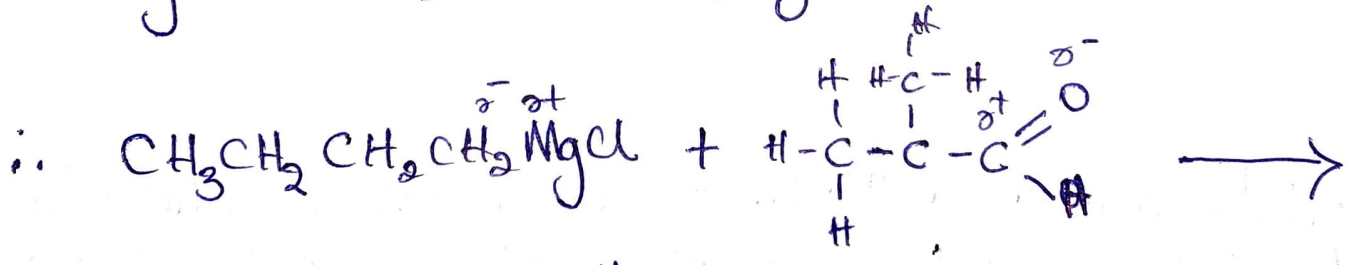 H
H H-C-H δ-
δ- δ+ δ+ O
∴ CH₃CH₂CH₂CH₂MgCl + H-C-C-C H ⟶
H